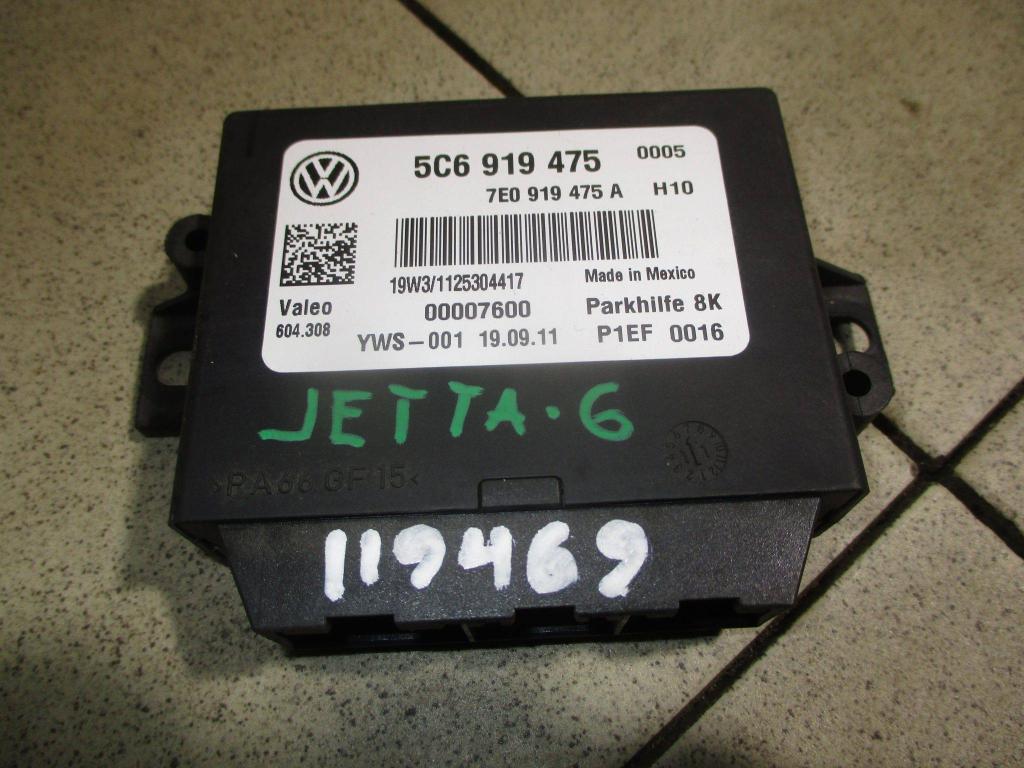 5C6 919 475 0005
7E0 919 475 A H10
19W3/1125304417 Made in Mexico
Valeo 00007600 Parkhilfe 8K
604.308 YWS-001 19.09.11 P1EF 0016
JETTA·6
>PA66 GF15<
119469